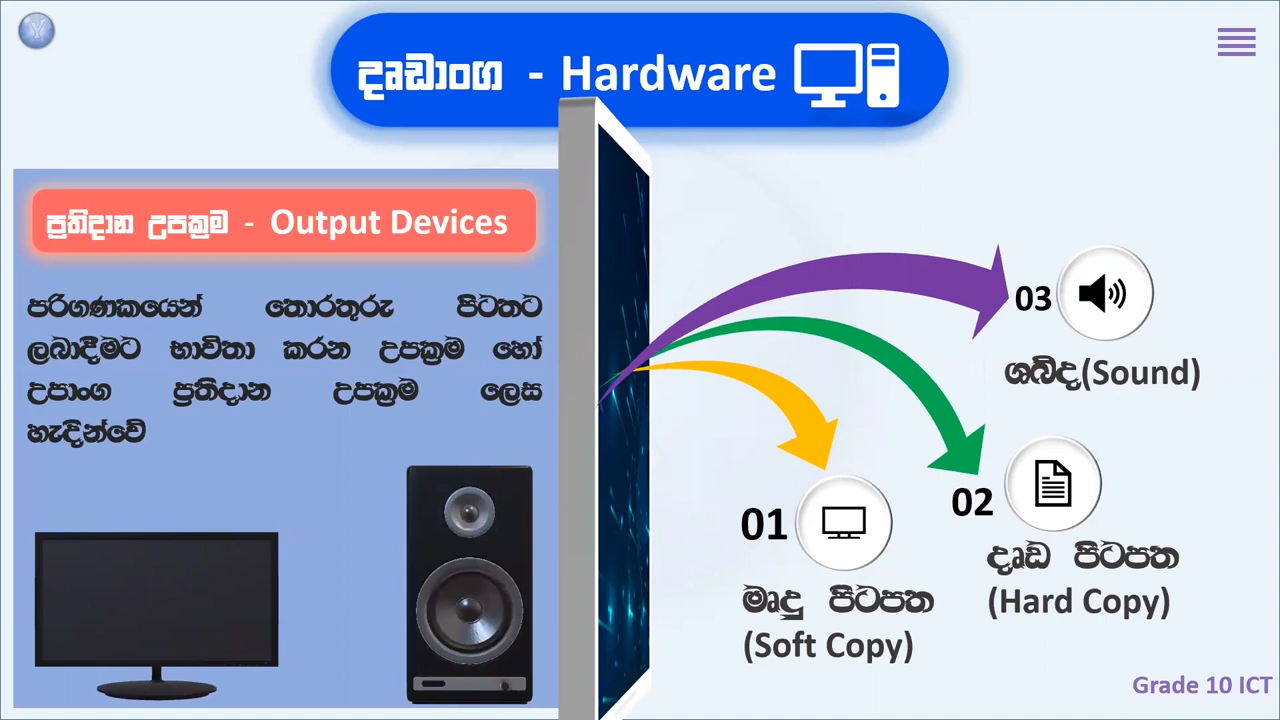 දෘඩාංග - Hardware
ප්‍රතිදාන උපක්‍රම - Output Devices
පරිගණකයෙන් තොරතුරු පිටතට
ලබාදීමට භාවිතා කරන උපක්‍රම හෝ
උපාංග ප්‍රතිදාන උපක්‍රම ලෙස
හැඳින්වේ
03
ශබ්ද(Sound)
02
දෘඩ පිටපත
(Hard Copy)
01
මෘදු පිටපත
(Soft Copy)
Grade 10 ICT